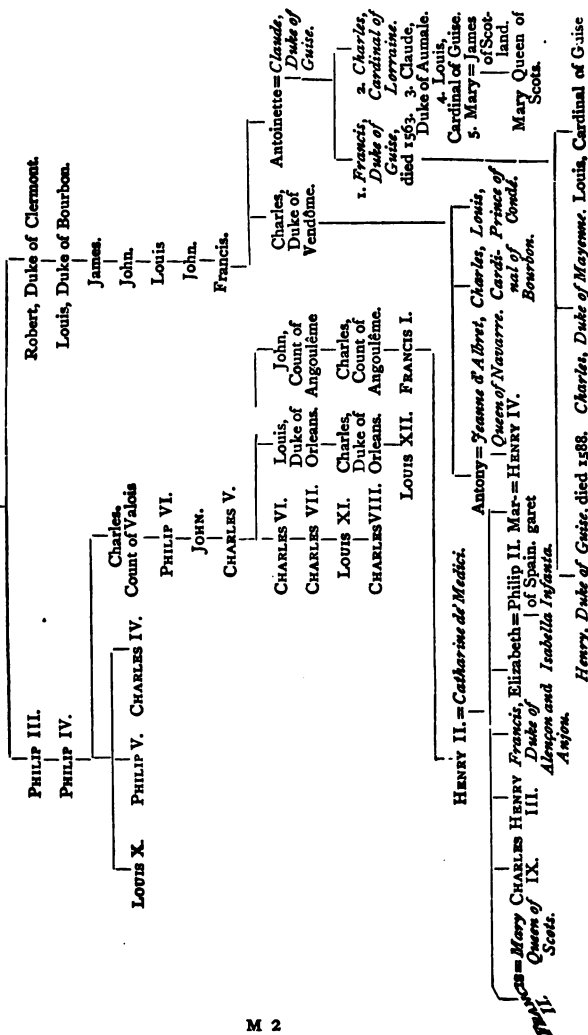 PHILIP III.
Robert, Duke of Clermont.
PHILIP IV.
Louis, Duke of Bourbon.
Charles,
Count of Valois
James.
LOUIS X.
PHILIP V.
CHARLES IV.
PHILIP VI.
John.
JOHN.
Louis
CHARLES V.
John.
Francis.
CHARLES VI.
Louis,
Duke of
Orleans.
John,
Count of
Angoulême
Charles,
Duke of
Vendôme.
Antoinette = Claude,
Duke of
Guise.
CHARLES VII.
LOUIS XI.
Charles,
Duke of
Orleans.
Charles,
Count of
Angoulême.
CHARLES VIII.
LOUIS XII.
FRANCIS I.
1. Francis,
Duke of
Guise,
died 1563.
2. Charles,
Cardinal of
Lorraine.
3. Claude,
Duke of Aumale.
4. Louis,
Cardinal of Guise.
5. Mary = James
of Scot-
land.
Mary Queen of
Scots.
HENRY II. = Catharine de' Medici.
Antony = Jeanne d'Albret,
Queen of Navarre.
Charles,
Cardi-
nal of
Bourbon.
Louis,
Prince of
Condé.
FRANCIS
II.
= Mary
Queen of
Scots.
CHARLES
IX.
HENRY
III.
Francis,
Duke of
Alençon and
Anjou.
Elizabeth = Philip II.
of Spain.
Isabella Infanta.
Mar-
garet
= HENRY IV.
Henry, Duke of Guise, died 1588.
Charles, Duke of Mayenne.
Louis, Cardinal of Guise
M 2